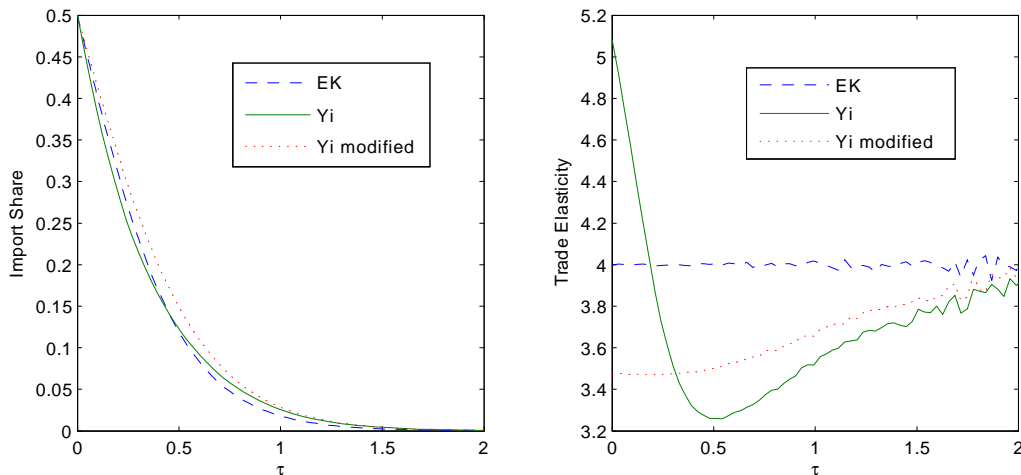 0.5
0.45
0.4
0.35
0.3
0.25
0.2
0.15
0.1
0.05
0
Import Share
0 0.5 1 1.5 2
τ
EK
Yi
Yi modified
5.2
5
4.8
4.6
4.4
4.2
4
3.8
3.6
3.4
3.2
Trade Elasticity
0 0.5 1 1.5 2
τ
EK
Yi
Yi modified